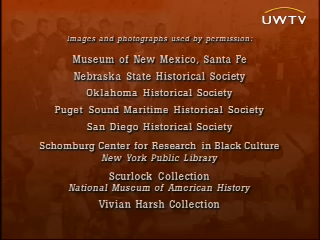 UWTV
Images and photographs used by permission:
Museum of New Mexico, Santa Fe
Nebraska State Historical Society
Oklahoma Historical Society
Puget Sound Maritime Historical Society
San Diego Historical Society
Schomburg Center for Research in Black Culture
New York Public Library
Scurlock Collection
National Museum of American History
Vivian Harsh Collection